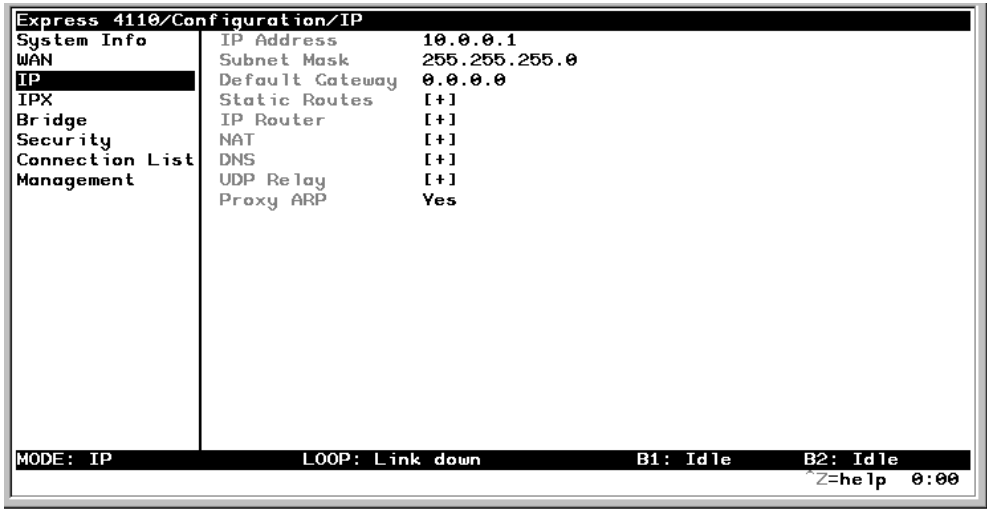 Express 4110/Configuration/IP
System Info IP Address 10.0.0.1
WAN Subnet Mask 255.255.255.0
IP Default Gateway 0.0.0.0
IPX Static Routes [+]
Bridge IP Router [+]
Security NAT [+]
Connection List DNS [+]
Management UDP Relay [+]
Proxy ARP Yes
MODE: IP LOOP: Link down B1: Idle B2: Idle
^Z=help 0:00